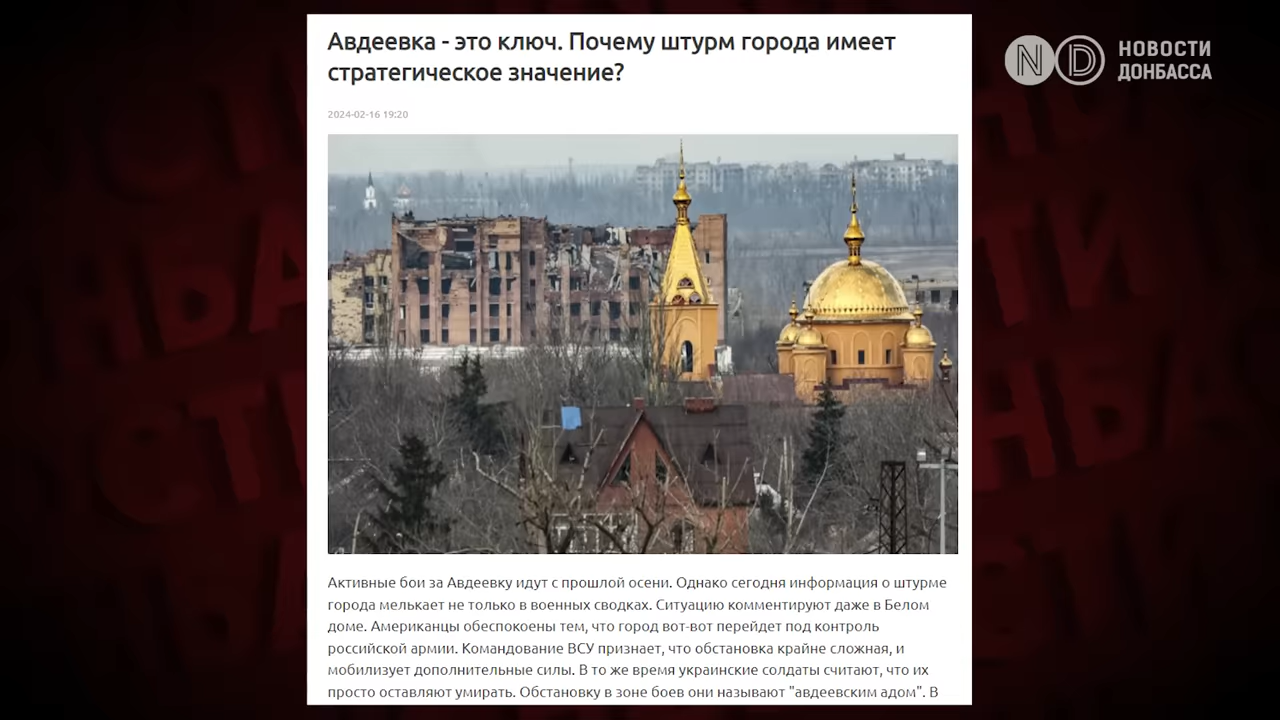 Авдеевка - это ключ. Почему штурм города имеет
стратегическое значение?
2024-02-16 19:20
ND НОВОСТИ
ДОНБАССА
Активные бои за Авдеевку идут с прошлой осени. Однако сегодня информация о штурме
города мелькает не только в военных сводках. Ситуацию комментируют даже в Белом
доме. Американцы обеспокоены тем, что город вот-вот перейдет под контроль
российской армии. Командование ВСУ признает, что обстановка крайне сложная, и
мобилизует дополнительные силы. В то же время украинские солдаты считают, что их
просто оставляют умирать. Обстановку в зоне боев они называют "авдеевским адом". В